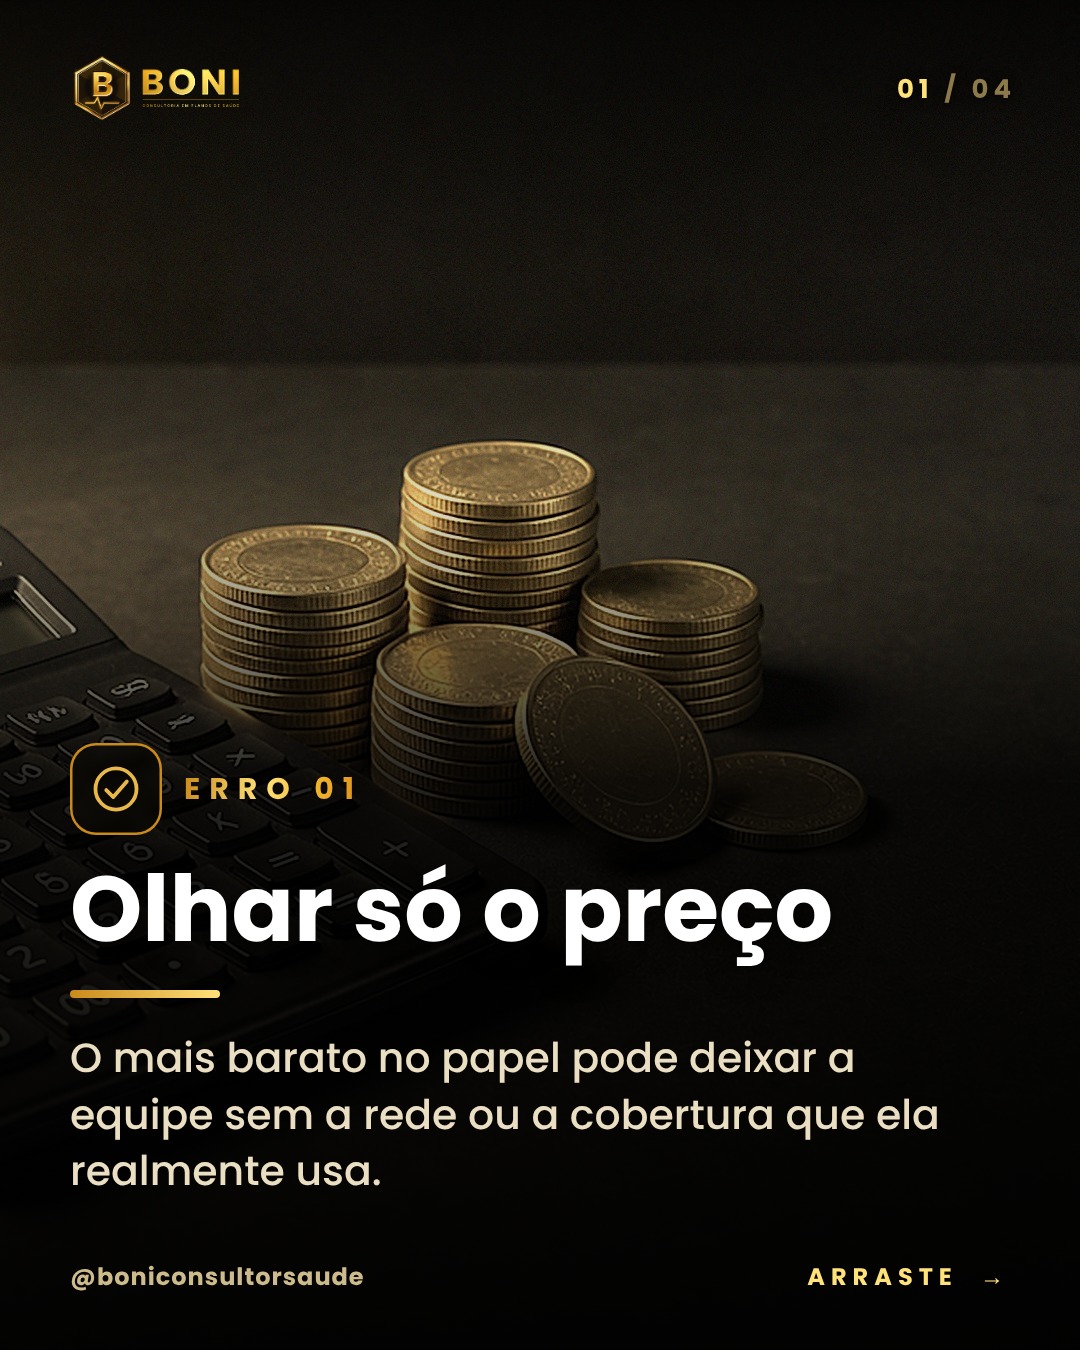 B BONI
CONSULTORIA EM PLANOS DE SAÚDE
01 / 04
ERRO 01
Olhar só o preço
O mais barato no papel pode deixar a
equipe sem a rede ou a cobertura que ela
realmente usa.
@boniconsultorsaude
ARRASTE →